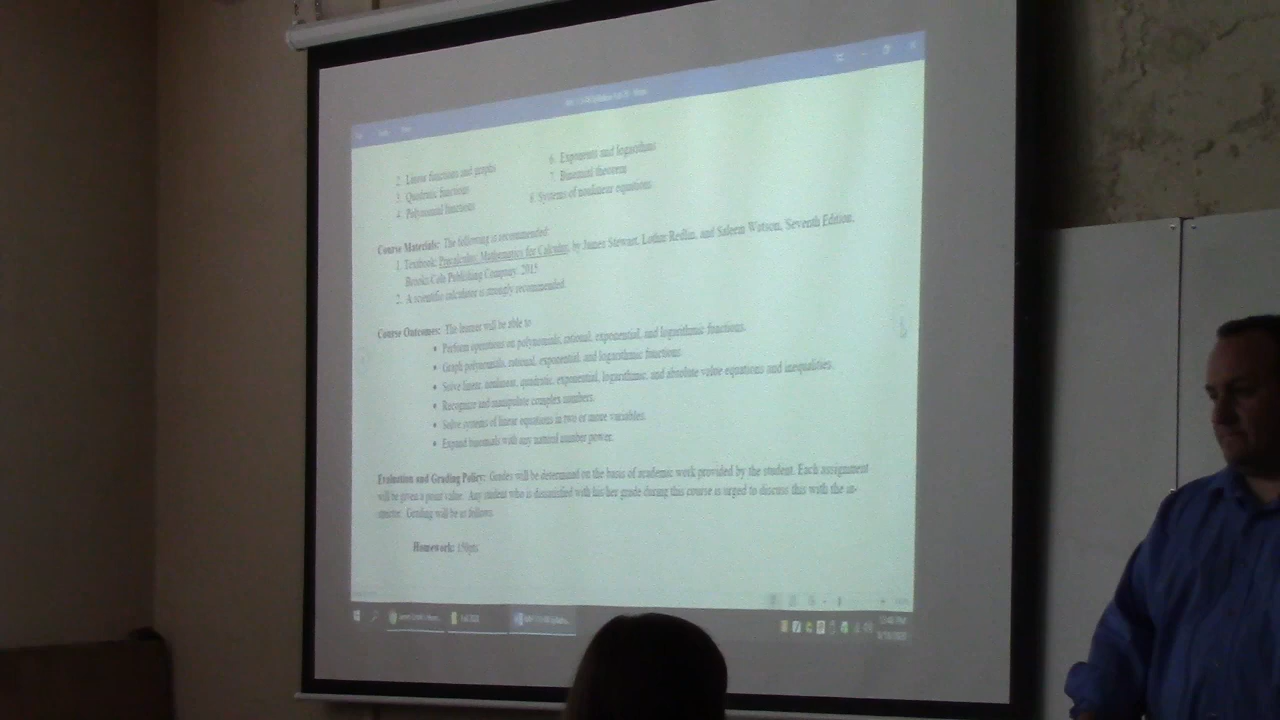 2. Linear functions and graphs
3. Quadratic functions
4. Polynomial functions
6. Exponents and logarithms
7. Binomial theorem
8. Systems of nonlinear equations
Course Materials: The following is recommended:
1. Textbook: Precalculus, Mathematics for Calculus, by James Stewart, Lothar Redlin, and Saleem Watson, Seventh Edition,
Brooks/Cole Publishing Company, 2015
2. A scientific calculator is strongly recommended
Course Outcomes: The learner will be able to
• Perform operations on polynomials, rational, exponential, and logarithmic functions.
• Graph polynomials, rational, exponential, and logarithmic functions.
• Solve linear, nonlinear, quadratic, exponential, logarithmic, and absolute value equations and inequalities.
• Recognize and manipulate complex numbers.
• Solve systems of linear equations in two or more variables.
• Expand binomials with any natural number power.
Evaluation and Grading Policy: Grades will be determined on the basis of academic work provided by the student. Each assignment
will be given a point value. Any student who is dissatisfied with his/her grade during this course is urged to discuss this with the in-
structor. Grading will be as follows:
Homework: 150pts